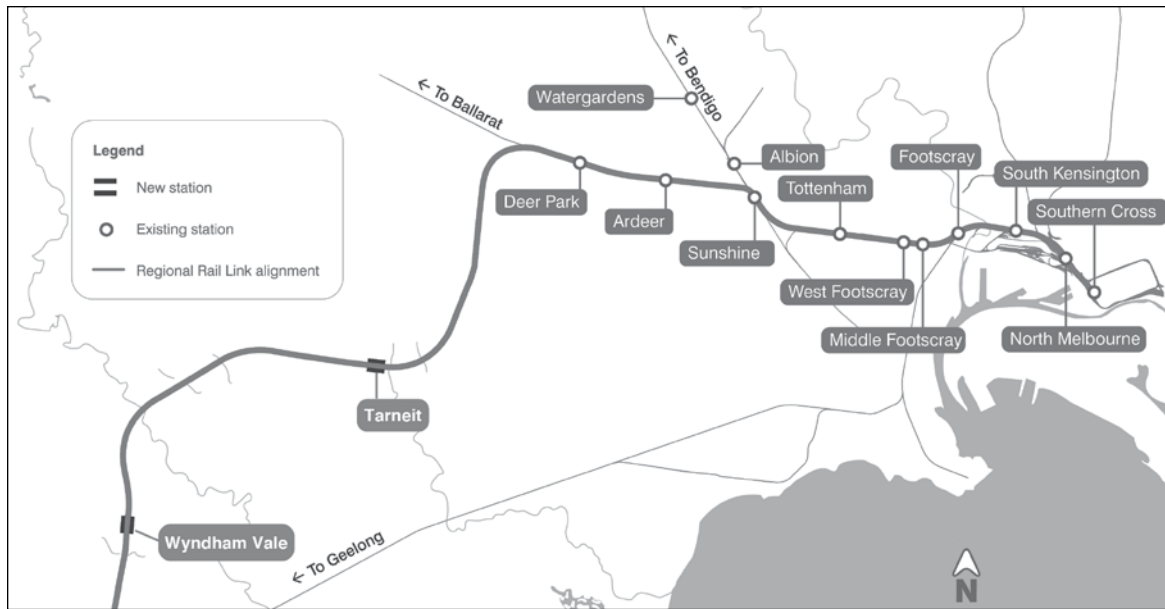 ← To Bendigo
← To Ballarat
Watergardens
Legend
New station
Existing station
Regional Rail Link alignment
Albion
Footscray
South Kensington
Deer Park
Tottenham
Southern Cross
Ardeer
Sunshine
West Footscray
Middle Footscray
North Melbourne
Tarneit
Wyndham Vale
← To Geelong
N